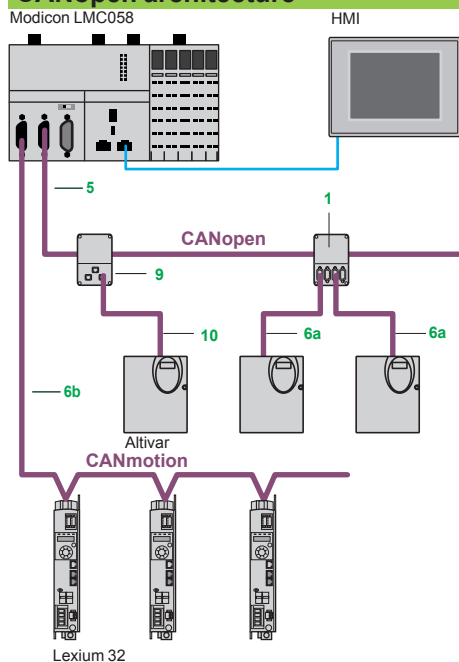 CANopen architecture
Modicon LMC058
HMI
5
1
CANopen
9
10
6a
6a
6b
Altivar
CANmotion
Lexium 32